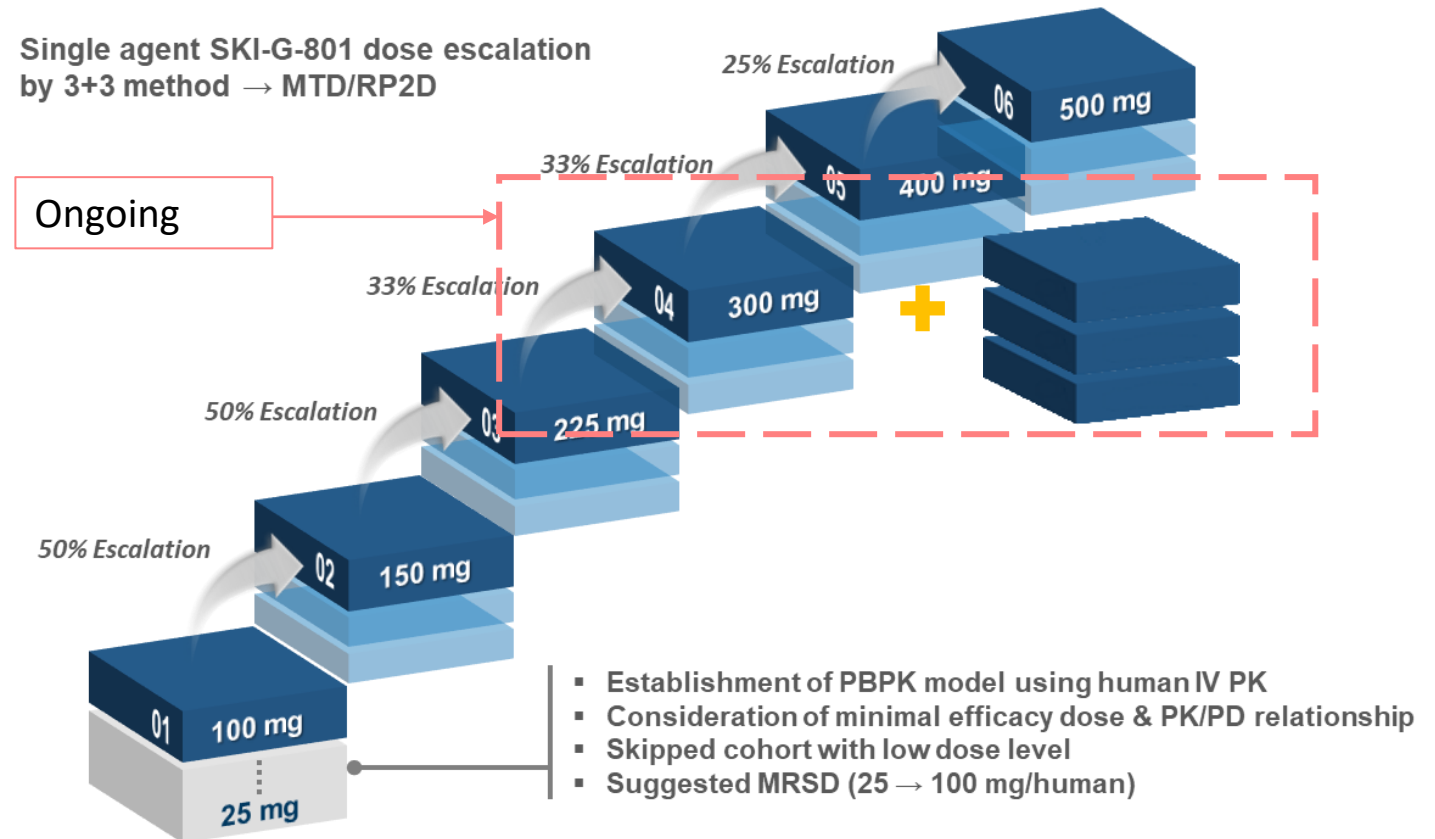 Single agent SKI-G-801 dose escalation
by 3+3 method → MTD/RP2D
25% Escalation
06
500 mg
33% Escalation
05
400 mg
Ongoing
33% Escalation
04
300 mg
50% Escalation
03
225 mg
50% Escalation
02
150 mg
01
100 mg
25 mg
▪ Establishment of PBPK model using human IV PK
▪ Consideration of minimal efficacy dose & PK/PD relationship
▪ Skipped cohort with low dose level
▪ Suggested MRSD (25 → 100 mg/human)